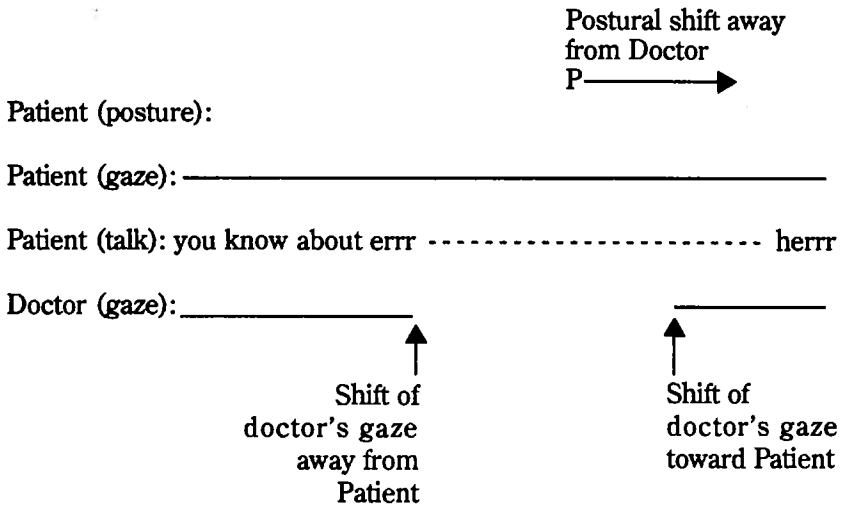 Postural shift away
from Doctor
P
Patient (posture):
Patient (gaze):
Patient (talk): you know about errr - - - - - - - - - - - - - - - - - - - - - - - - herrr
Doctor (gaze):
Shift of
doctor's gaze
away from
Patient
Shift of
doctor's gaze
toward Patient